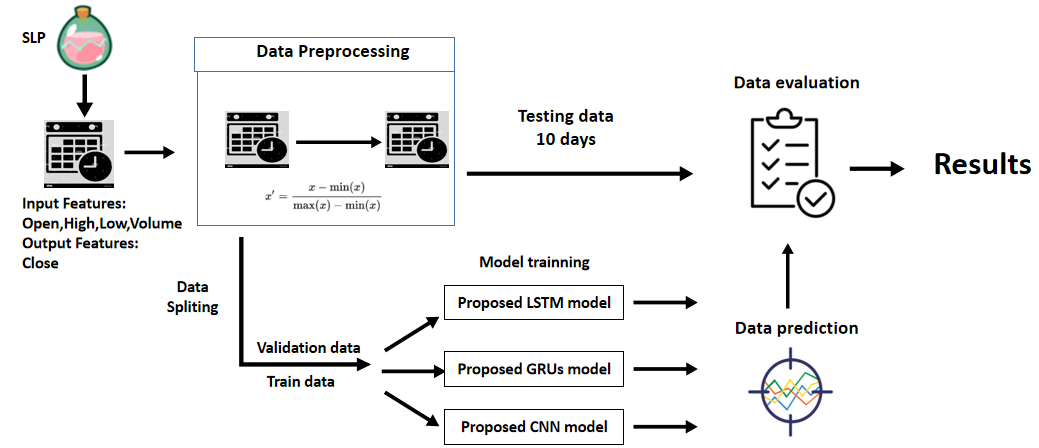 SLP
Input Features:
Open,High,Low,Volume
Output Features:
Close
Data Preprocessing
x′ = (x − min(x)) / (max(x) − min(x))
Testing data
10 days
Data evaluation
Results
Data
Spliting
Validation data
Train data
Model trainning
Proposed LSTM model
Proposed GRUs model
Proposed CNN model
Data prediction